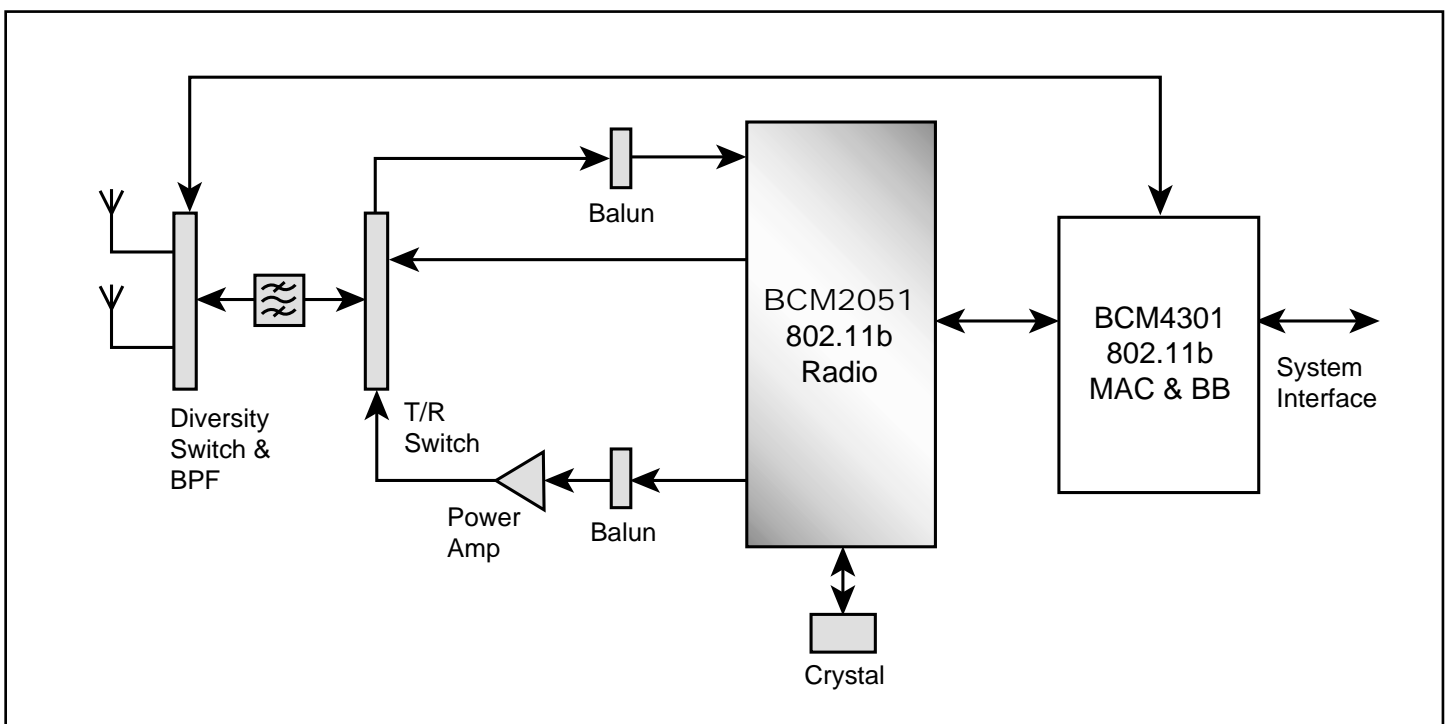 Balun
BCM2051
802.11b
Radio
BCM4301
802.11b
MAC & BB
System
Interface
Diversity
Switch &
BPF
T/R
Switch
Power
Amp
Balun
Crystal